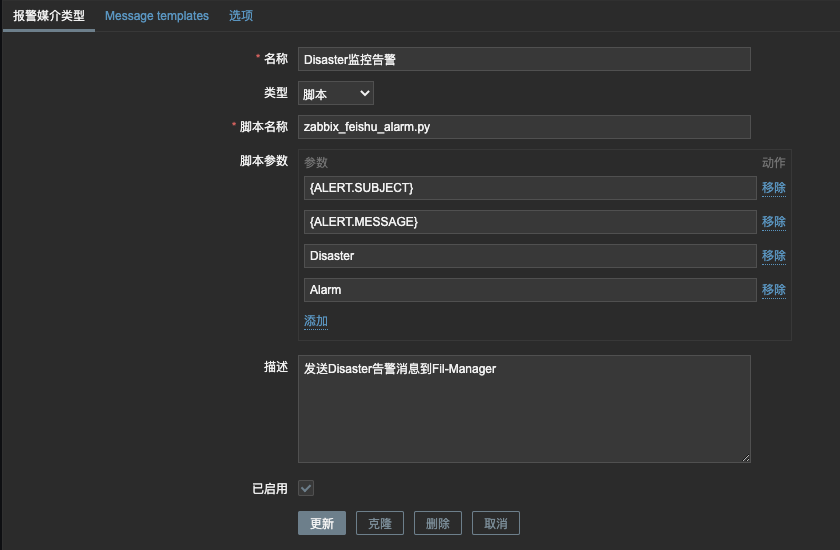 报警媒介类型 Message templates 选项
* 名称 Disaster监控告警
类型 脚本
* 脚本名称 zabbix_feishu_alarm.py
脚本参数 参数 动作
{ALERT.SUBJECT} 移除
{ALERT.MESSAGE} 移除
Disaster 移除
Alarm 移除
添加
描述 发送Disaster告警消息到Fil-Manager
已启用
更新 克隆 删除 取消